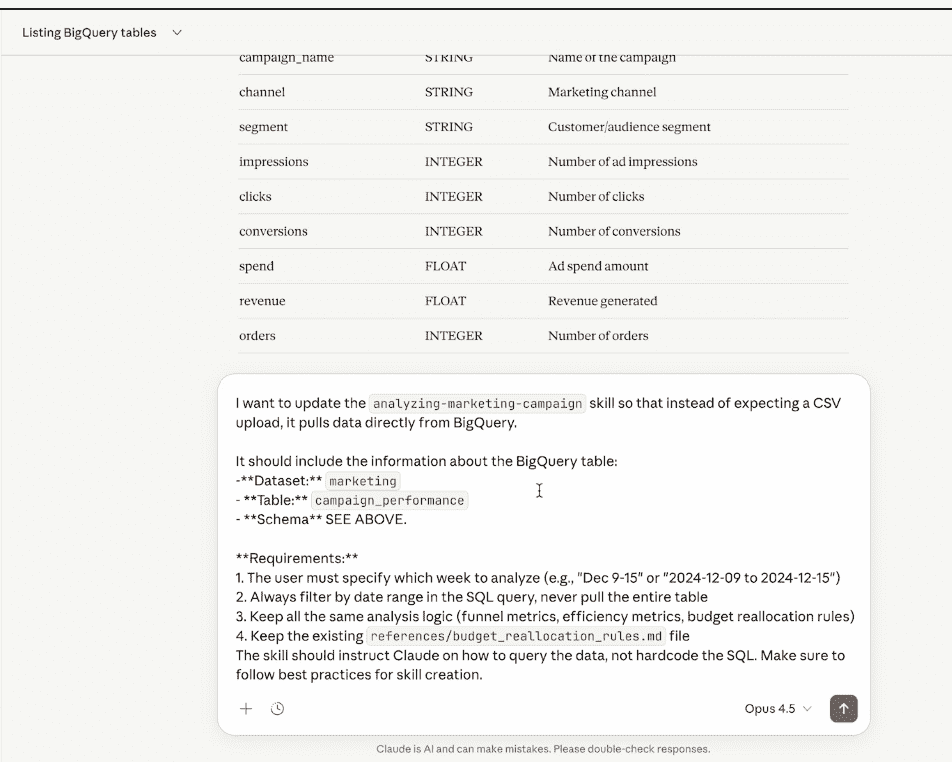 Listing BigQuery tables
campaign_name STRING Name of the campaign
channel STRING Marketing channel
segment STRING Customer/audience segment
impressions INTEGER Number of ad impressions
clicks INTEGER Number of clicks
conversions INTEGER Number of conversions
spend FLOAT Ad spend amount
revenue FLOAT Revenue generated
orders INTEGER Number of orders
I want to update the analyzing-marketing-campaign skill so that instead of expecting a CSV
upload, it pulls data directly from BigQuery.
It should include the information about the BigQuery table:
-**Dataset:** marketing
- **Table:** campaign_performance
- **Schema** SEE ABOVE.
**Requirements:**
1. The user must specify which week to analyze (e.g., "Dec 9-15" or "2024-12-09 to 2024-12-15")
2. Always filter by date range in the SQL query, never pull the entire table
3. Keep all the same analysis logic (funnel metrics, efficiency metrics, budget reallocation rules)
4. Keep the existing references/budget_reallocation_rules.md file
The skill should instruct Claude on how to query the data, not hardcode the SQL. Make sure to
follow best practices for skill creation.
Opus 4.5
Claude is AI and can make mistakes. Please double-check responses.